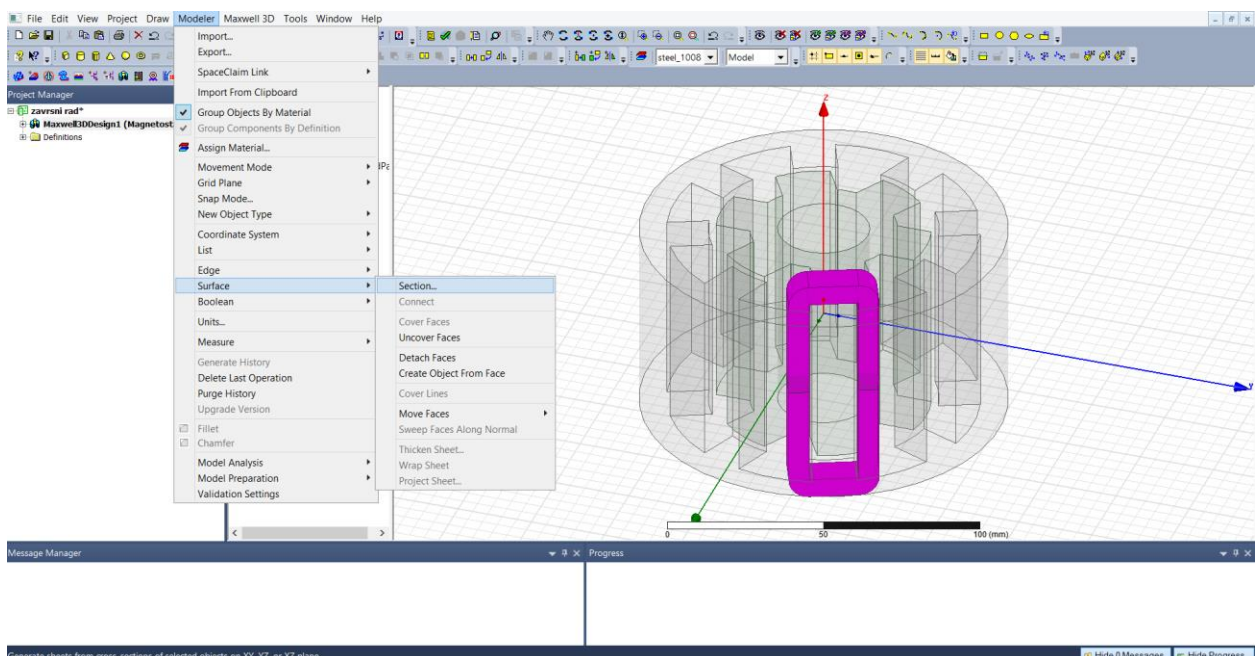 File Edit View Project Draw Modeler Maxwell 3D Tools Window Help
steel_1008 Model
Project Manager
zavrsni rad*
Maxwell3DDesign1 (Magnetost
Definitions
Import...
Export...
SpaceClaim Link
Import From Clipboard
Group Objects By Material
Group Components By Definition
Assign Material...
Movement Mode
Grid Plane
Snap Mode...
New Object Type
Coordinate System
List
Edge
Surface
Boolean
Units...
Measure
Generate History
Delete Last Operation
Purge History
Upgrade Version
Fillet
Chamfer
Model Analysis
Model Preparation
Validation Settings
Section...
Connect
Cover Faces
Uncover Faces
Detach Faces
Create Object From Face
Cover Lines
Move Faces
Sweep Faces Along Normal
Thicken Sheet...
Wrap Sheet
Project Sheet...
z
y
0 50 100 (mm)
Message Manager
Progress
Generate sheets from cross-sections of selected objects on XY, YZ, or XZ plane
Hide 0 Messages Hide Progress